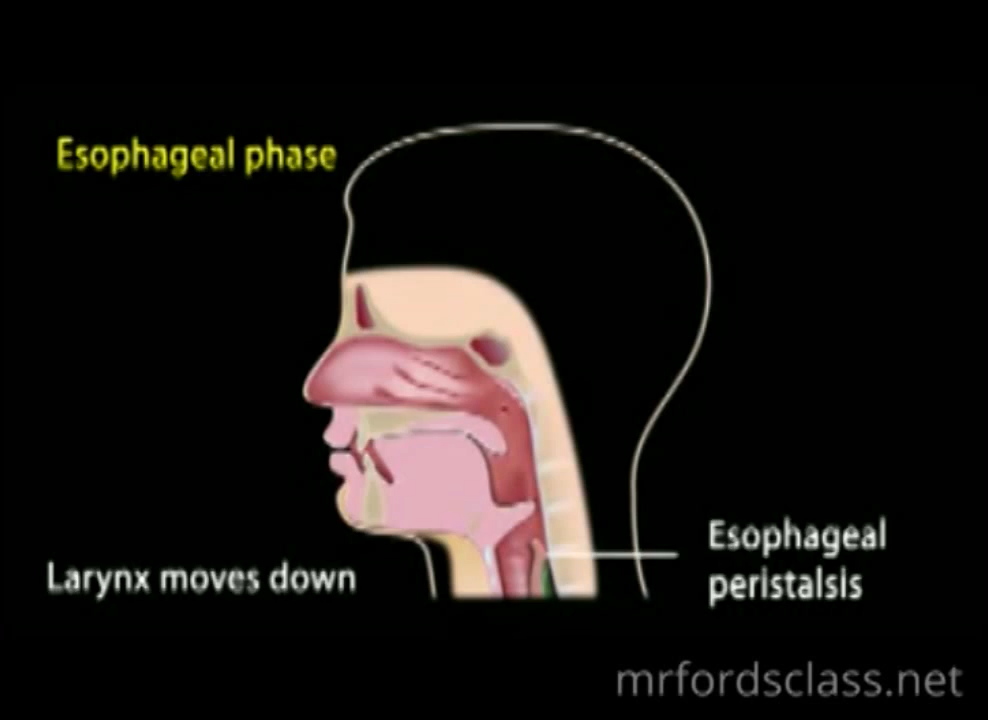 Esophageal phase
Larynx moves down
Esophageal
peristalsis
mrfordsclass.net